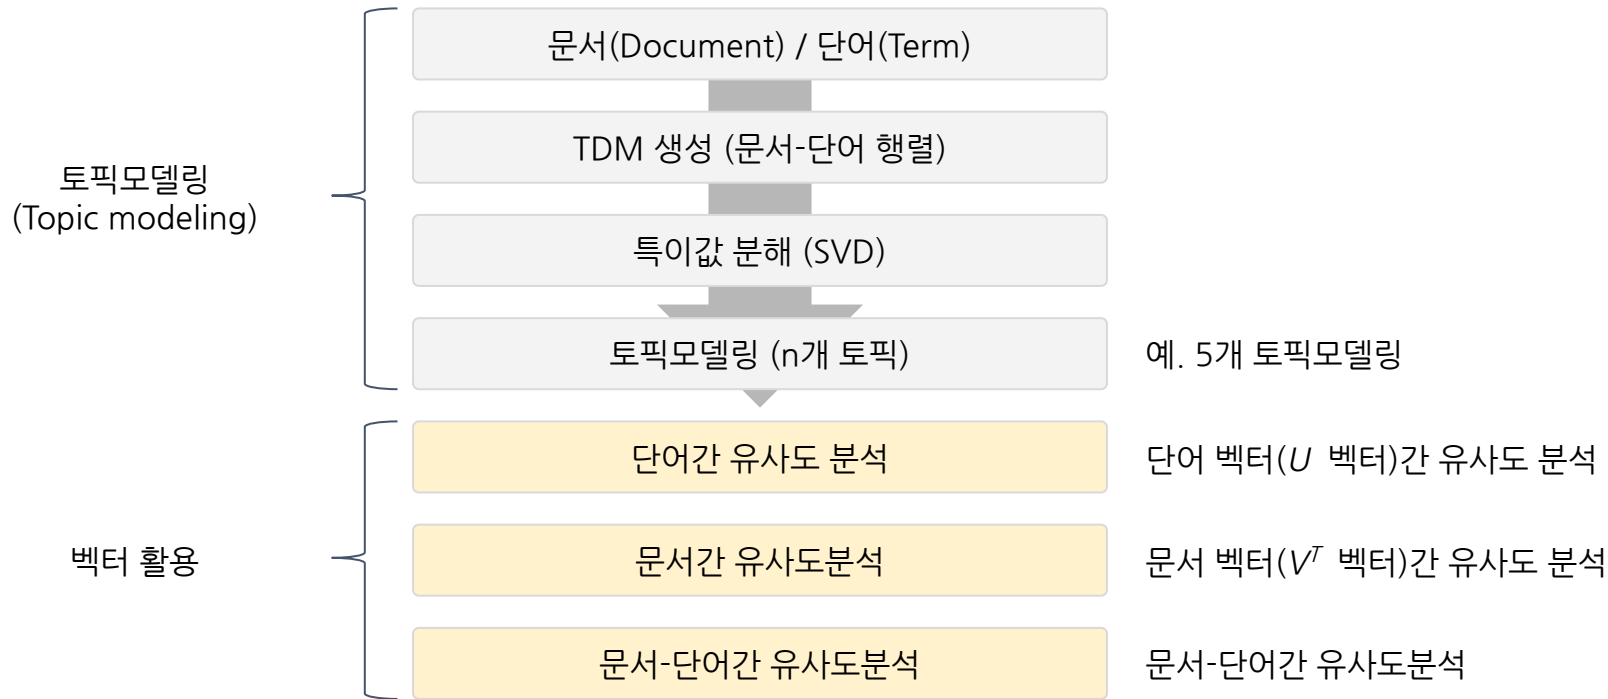 문서(Document) / 단어(Term)
TDM 생성 (문서-단어 행렬)
토픽모델링
(Topic modeling)
특이값 분해 (SVD)
토픽모델링 (n개 토픽)
예. 5개 토픽모델링
단어간 유사도 분석
단어 벡터(U 벡터)간 유사도 분석
벡터 활용
문서간 유사도분석
문서 벡터(Vᵀ 벡터)간 유사도 분석
문서-단어간 유사도분석
문서-단어간 유사도분석